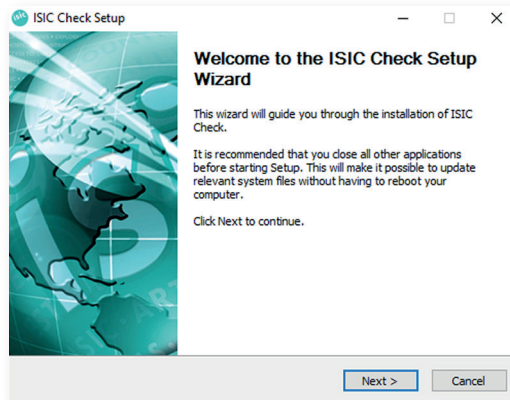 isic ISIC Check Setup
Welcome to the ISIC Check Setup
Wizard
This wizard will guide you through the installation of ISIC
Check.
It is recommended that you close all other applications
before starting Setup. This will make it possible to update
relevant system files without having to reboot your
computer.
Click Next to continue.
Next >
Cancel